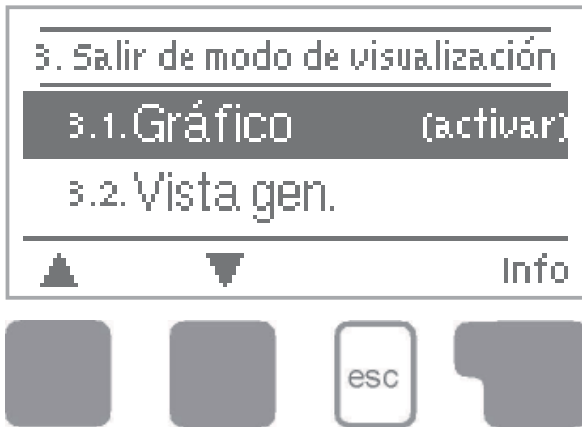 3. Salir de modo de visualización
3.1. Gráfico (activar)
3.2. Vista gen.
Info
esc